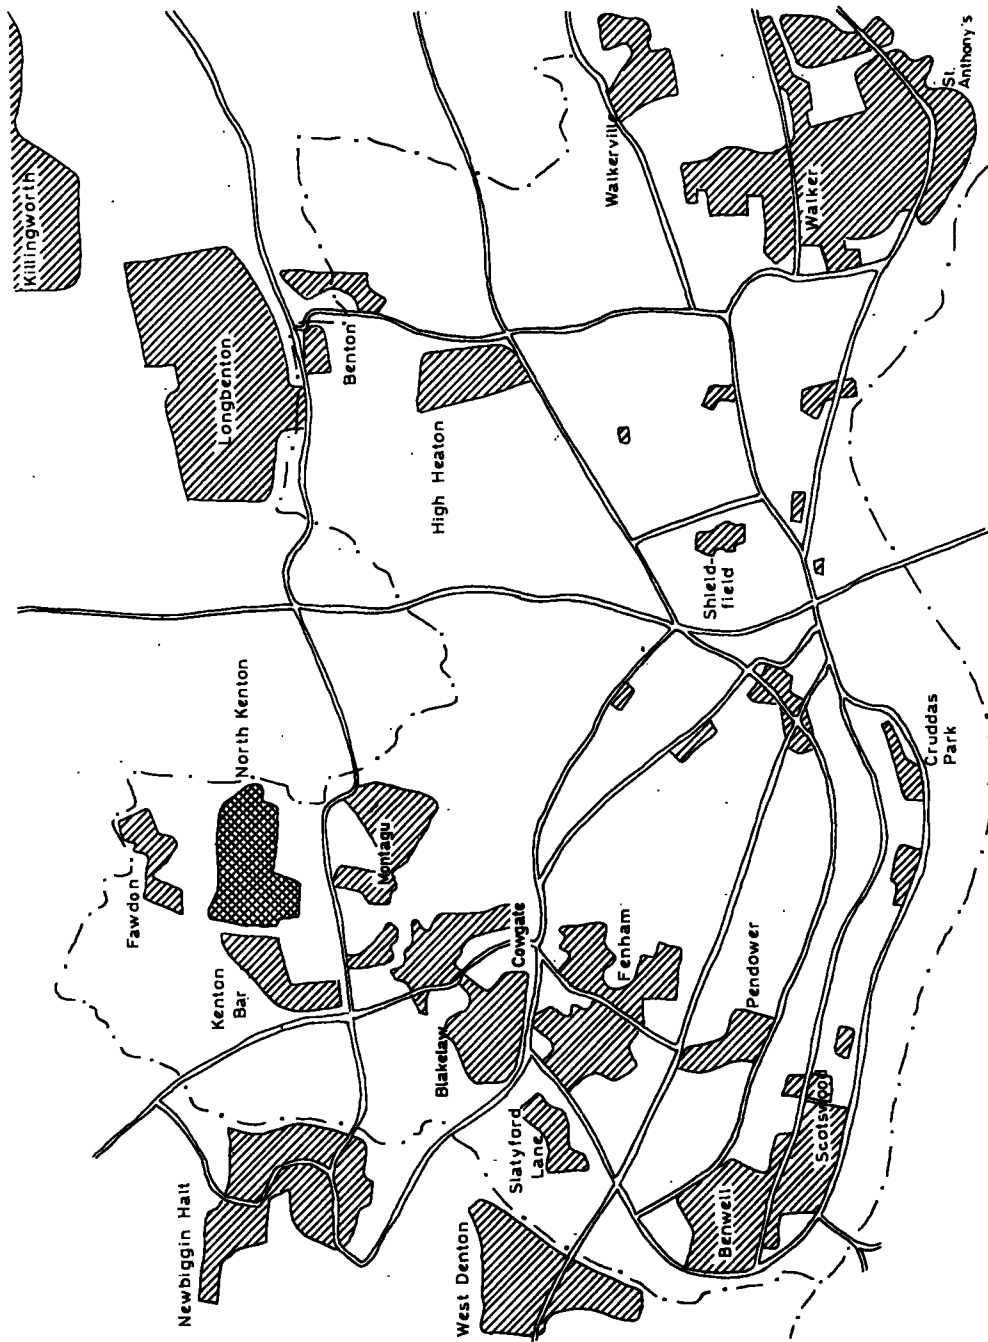 Killingworth
Longbenton
Benton
High Heaton
Walkerville
Walker
St.
Anthony's
Shield-
field
North Kenton
Fawdon
Kenton
Bar
Montagu
Cowgate
Blakelaw
Fenham
Pendower
Cruddas
Park
Newbiggin Hall
Slatyford
Lane
West Denton
Benwell
Scotswood